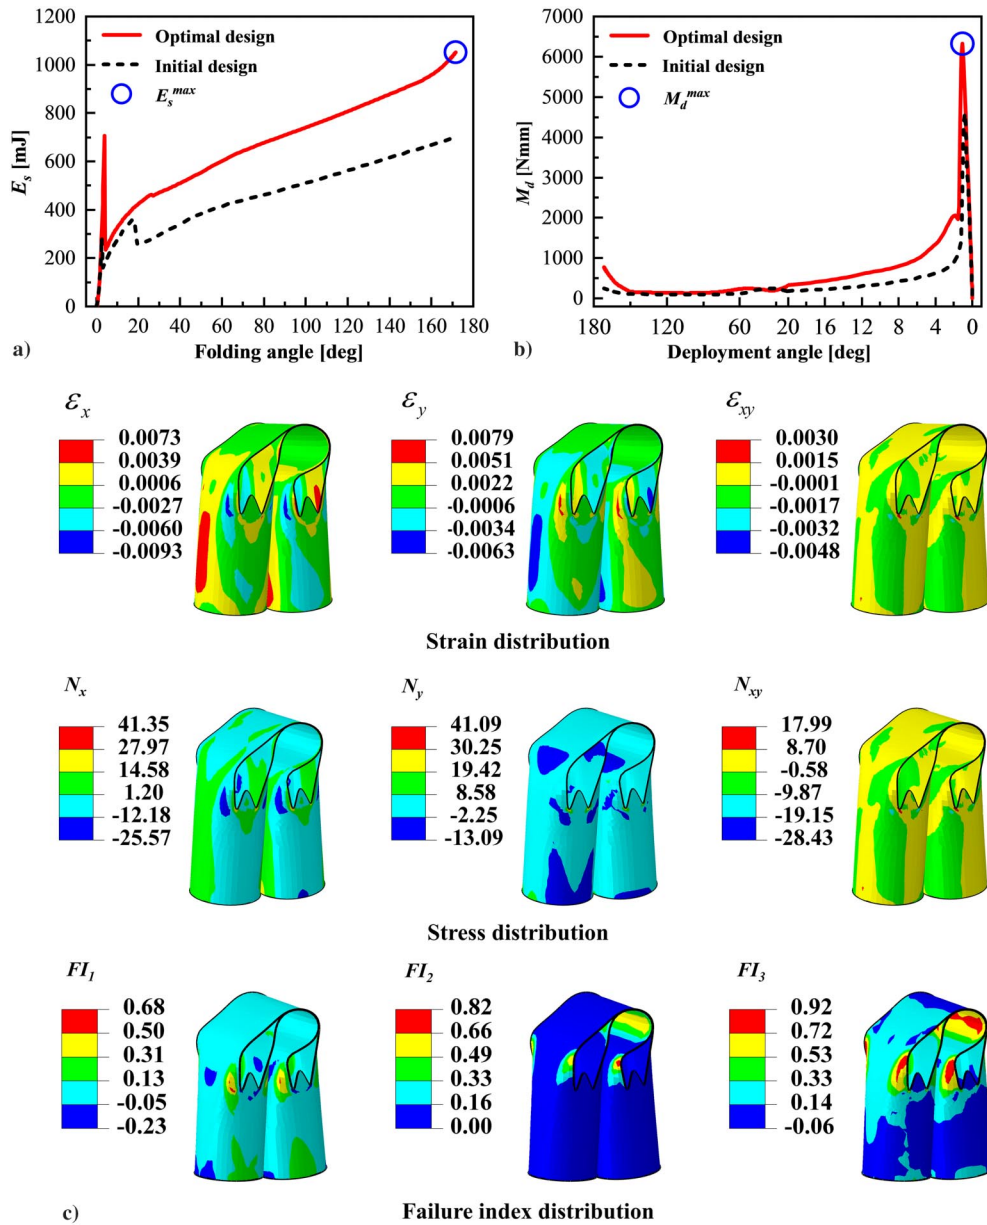 1200
1000
800
600
400
200
0
E_s [mJ]
Optimal design
Initial design
E_s^max
0 20 40 60 80 100 120 140 160 180
Folding angle [deg]
a)
7000
6000
5000
4000
3000
2000
1000
0
M_d [Nmm]
Optimal design
Initial design
M_d^max
180 120 60 20 16 12 8 4 0
Deployment angle [deg]
b)
ε_x
0.0073
0.0039
0.0006
-0.0027
-0.0060
-0.0093
ε_y
0.0079
0.0051
0.0022
-0.0006
-0.0034
-0.0063
ε_xy
0.0030
0.0015
-0.0001
-0.0017
-0.0032
-0.0048
Strain distribution
N_x
41.35
27.97
14.58
1.20
-12.18
-25.57
N_y
41.09
30.25
19.42
8.58
-2.25
-13.09
N_xy
17.99
8.70
-0.58
-9.87
-19.15
-28.43
Stress distribution
FI_1
0.68
0.50
0.31
0.13
-0.05
-0.23
FI_2
0.82
0.66
0.49
0.33
0.16
0.00
FI_3
0.92
0.72
0.53
0.33
0.14
-0.06
c)
Failure index distribution